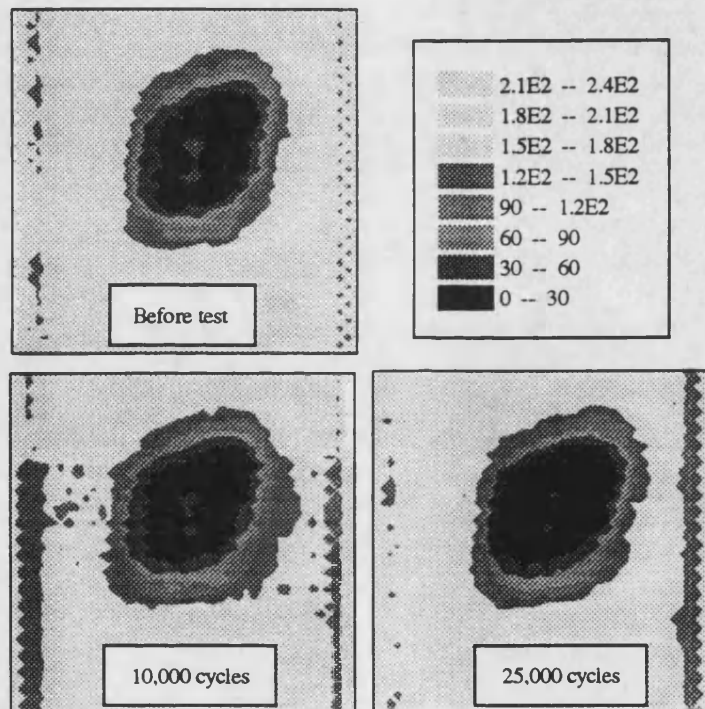 2.1E2 -- 2.4E2
1.8E2 -- 2.1E2
1.5E2 -- 1.8E2
1.2E2 -- 1.5E2
90 -- 1.2E2
60 -- 90
30 -- 60
0 -- 30
Before test
10,000 cycles
25,000 cycles